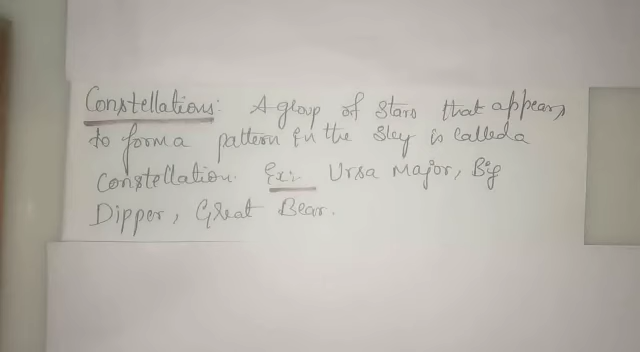 Constellations: A group of stars that appears
to form a pattern in the sky is called a
constellation. Ex:- Ursa Major, Big
Dipper, Great Bear.